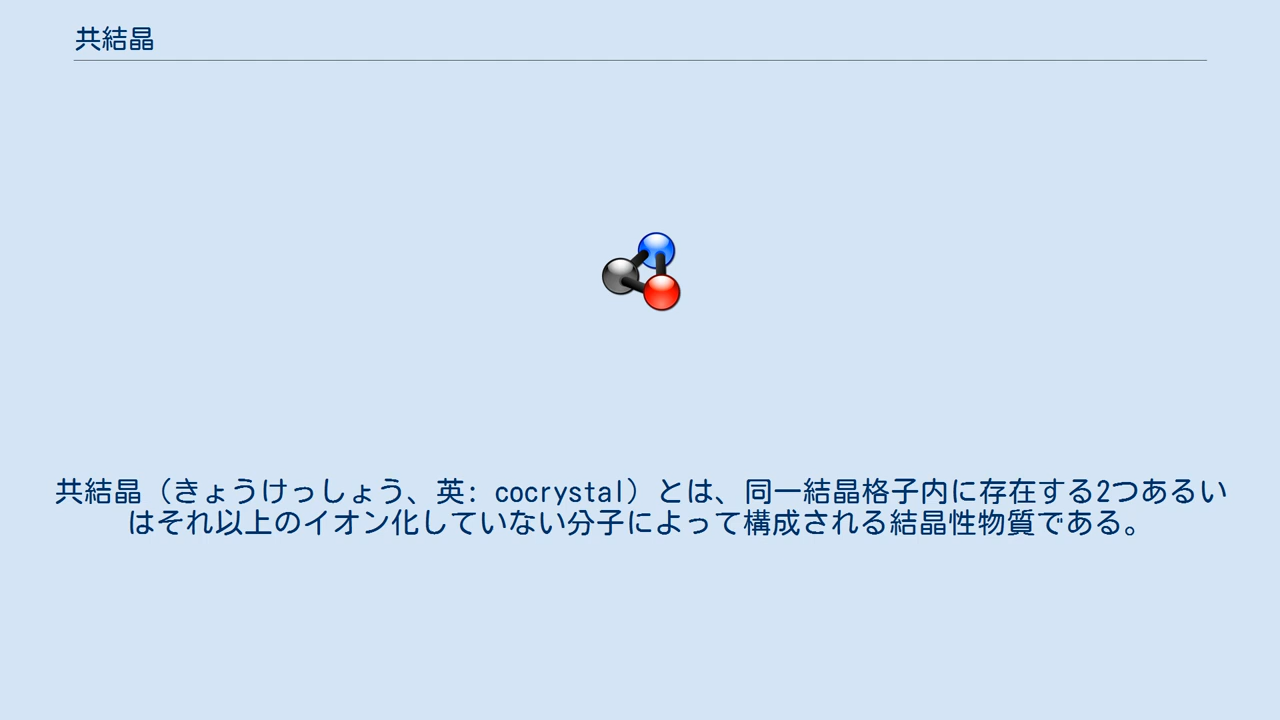 共結晶
共結晶（きょうけっしょう、英: cocrystal）とは、同一結晶格子内に存在する2つあるい
はそれ以上のイオン化していない分子によって構成される結晶性物質である。